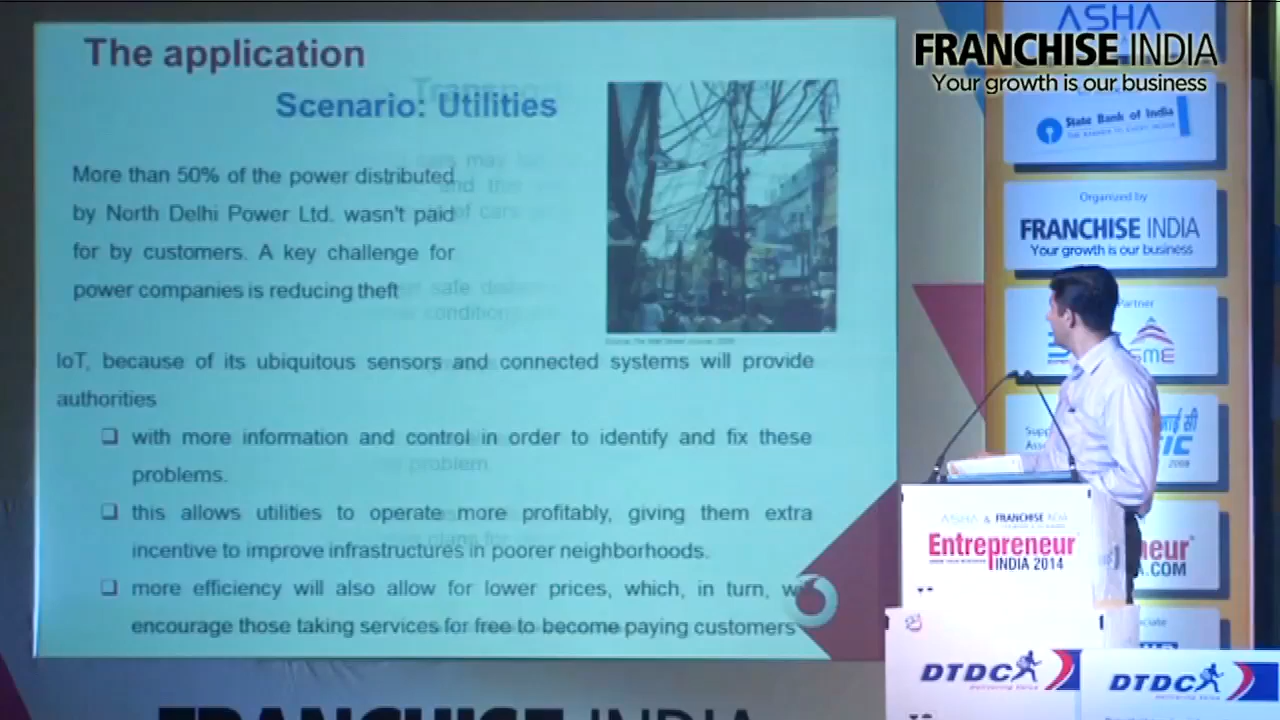 The application
Scenario: Utilities
More than 50% of the power distributed
by North Delhi Power Ltd. wasn't paid
for by customers. A key challenge for
power companies is reducing theft
IoT, because of its ubiquitous sensors and connected systems will provide
authorities
with more information and control in order to identify and fix these
problems.
this allows utilities to operate more profitably, giving them extra
incentive to improve infrastructures in poorer neighborhoods.
more efficiency will also allow for lower prices, which, in turn,
encourage those taking services for free to become paying customers
ASHA
FRANCHISE INDIA
Your growth is our business
State Bank of India
Organized by
FRANCHISE INDIA
Your growth is our business
Partner
ASHA & FRANCHISE INDIA
Entrepreneur
INDIA 2014
DTDC
DTDC
FRANCHISE INDIA